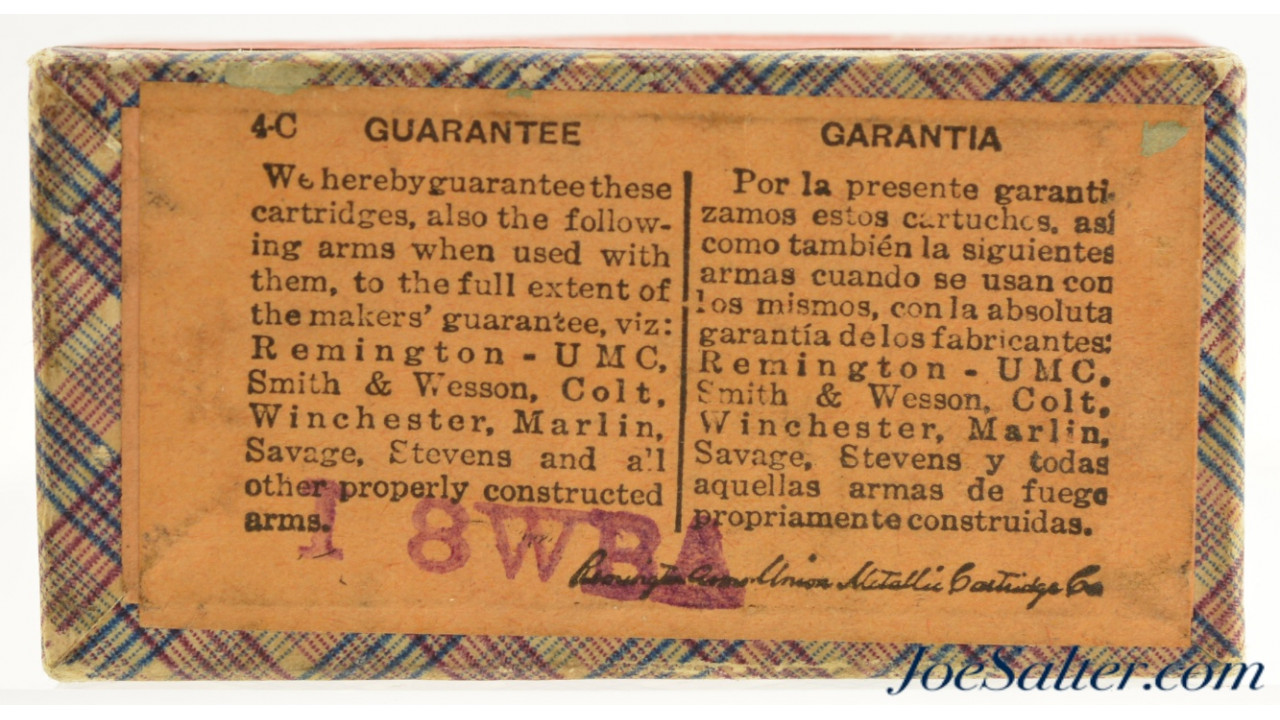 4-C GUARANTEE
We hereby guarantee these
cartridges, also the follow-
ing arms when used with
them, to the full extent of
the makers' guarantee, viz:
Remington - UMC,
Smith & Wesson, Colt,
Winchester, Marlin,
Savage, Stevens and all
other properly constructed
arms.
GARANTIA
Por la presente garanti-
zamos estos cartuchos, así
como también la siguientes
armas cuando se usan con
los mismos, con la absoluta
garantía de los fabricantes:
Remington - UMC,
Smith & Wesson, Colt,
Winchester, Marlin,
Savage, Stevens y todas
aquellas armas de fuego
propriamente construidas.
1 8WBA
Remington Arms Union Metallic Cartridge Co
JoeSalter.com